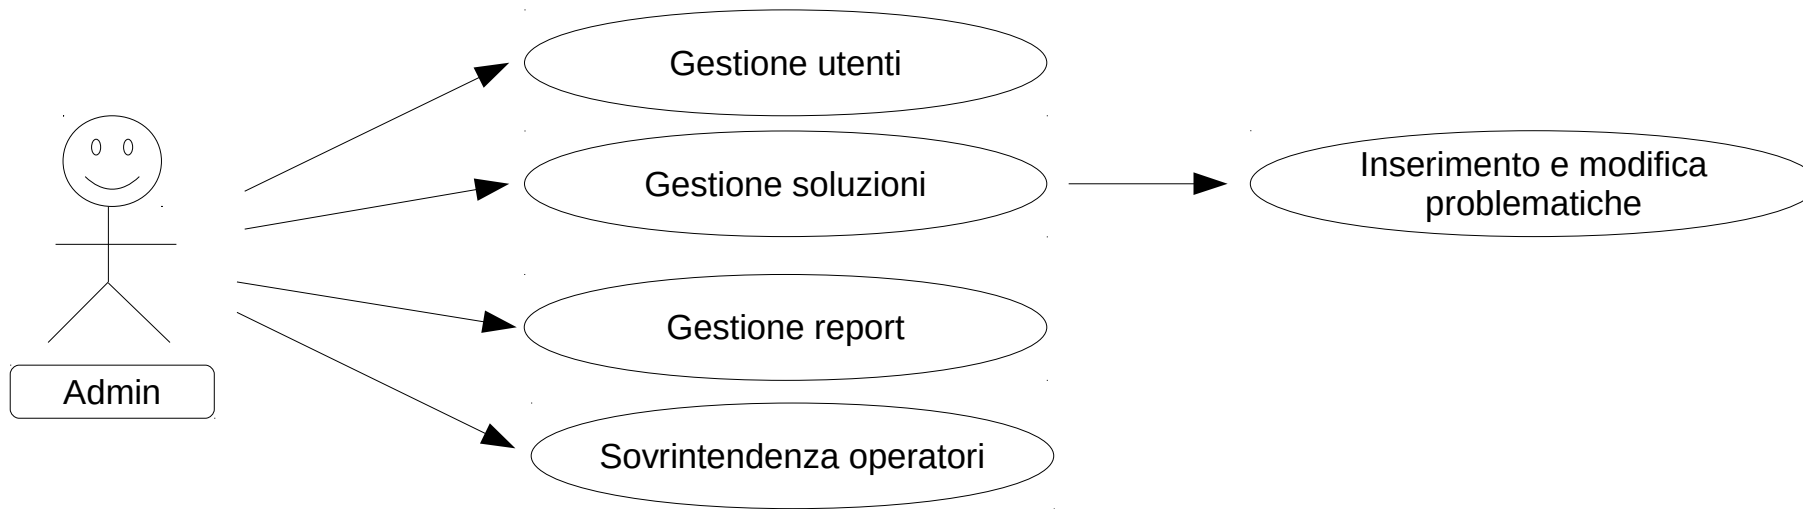 Gestione utenti
Gestione soluzioni
Inserimento e modifica
problematiche
Gestione report
Admin
Sovrintendenza operatori